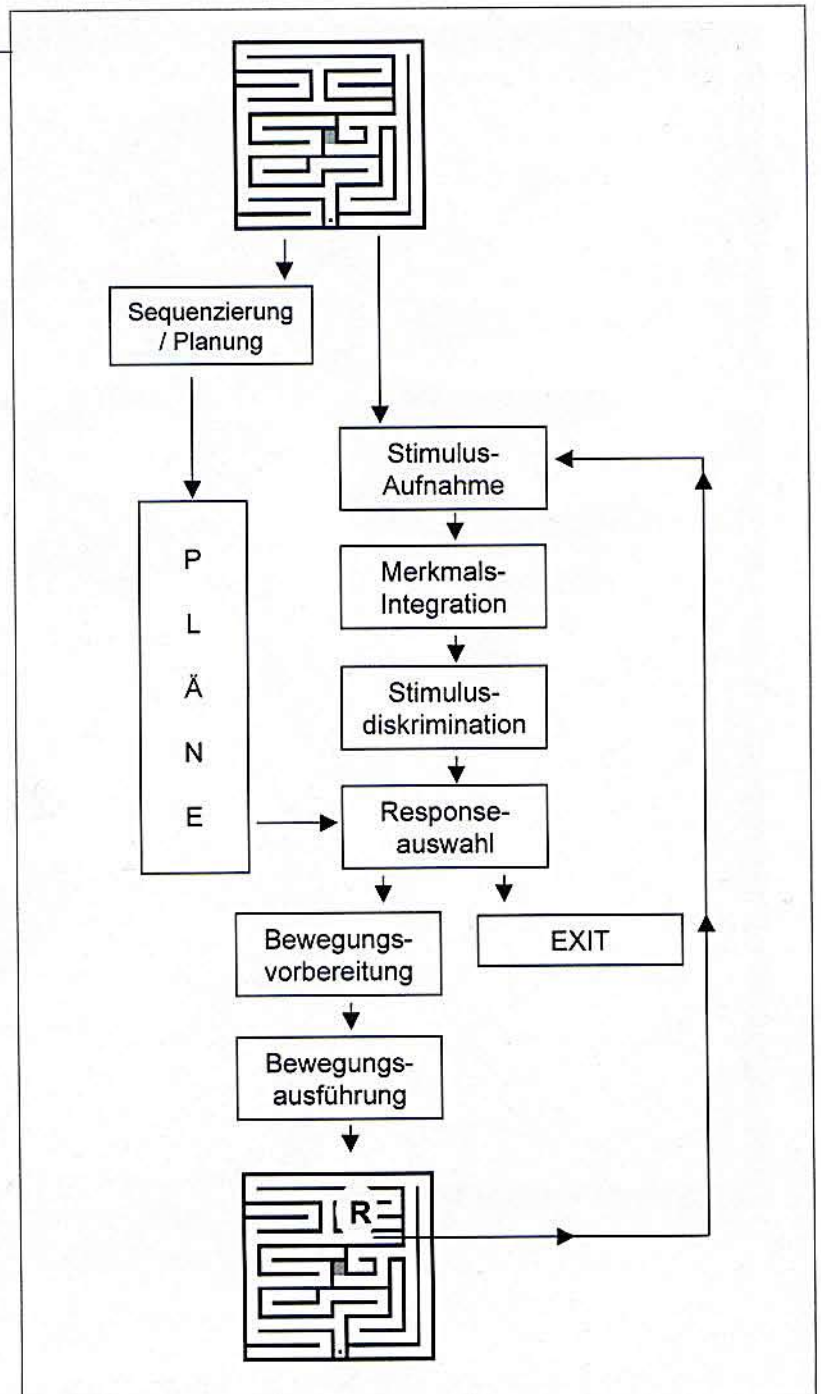 Sequenzierung
/ Planung
Stimulus-
Aufnahme
P
L
Ä
N
E
Merkmals-
Integration
Stimulus-
diskrimination
Response-
auswahl
Bewegungs-
vorbereitung
EXIT
Bewegungs-
ausführung
R